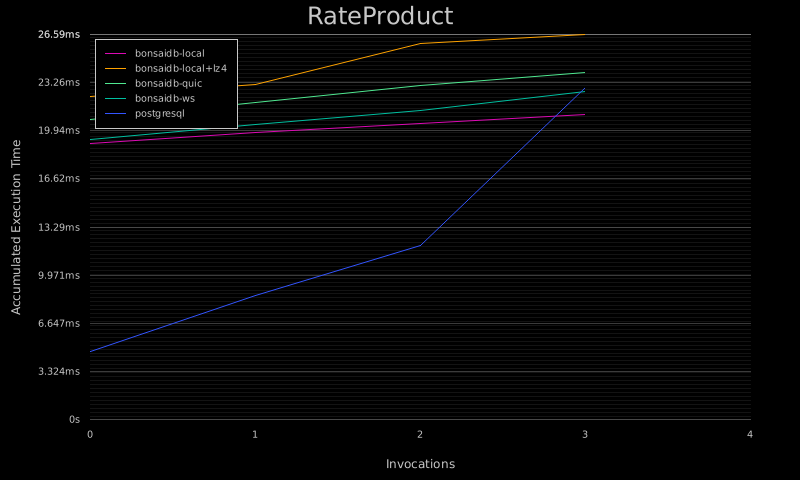 RateProduct
26.59ms
23.26ms
19.94ms
16.62ms
13.29ms
9.971ms
6.647ms
3.324ms
0s
bonsaidb-local
bonsaidb-local+lz4
bonsaidb-quic
bonsaidb-ws
postgresql
Accumulated Execution Time
0 1 2 3 4
Invocations